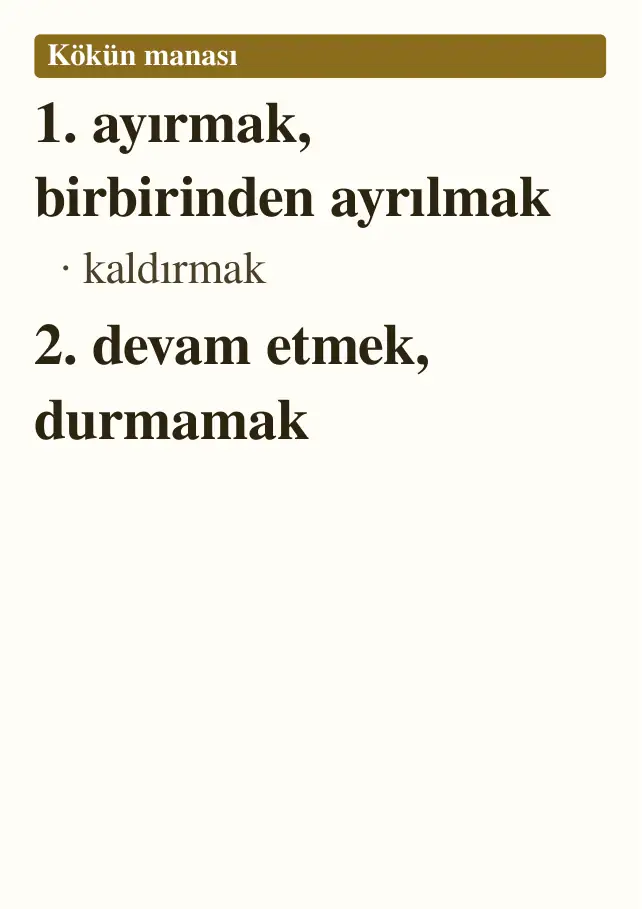 Kökün manası
1. ayırmak,
birbirinden ayrılmak
· kaldırmak
2. devam etmek,
durmamak